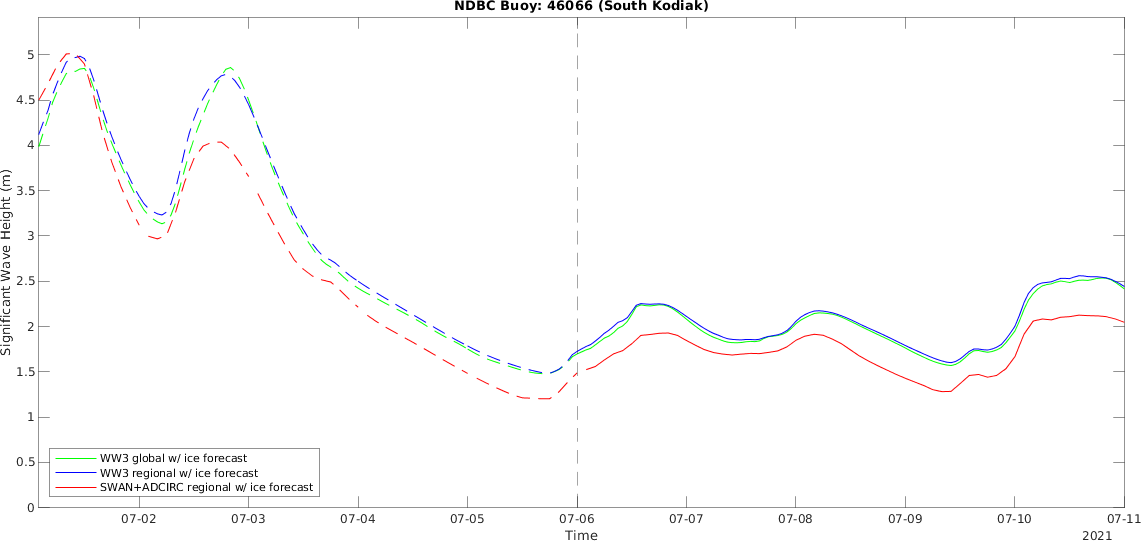 NDBC Buoy: 46066 (South Kodiak)
Significant Wave Height (m)
5
4.5
4
3.5
3
2.5
2
1.5
1
0.5
0
WW3 global w/ ice forecast
WW3 regional w/ ice forecast
SWAN+ADCIRC regional w/ ice forecast
07-02 07-03 07-04 07-05 07-06 07-07 07-08 07-09 07-10 07-11
Time
2021